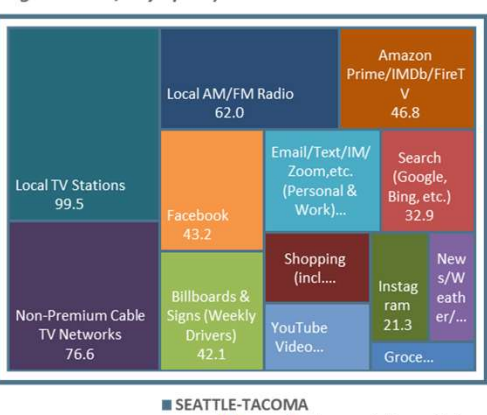 Local TV Stations
99.5
Non-Premium Cable
TV Networks
76.6
Local AM/FM Radio
62.0
Amazon
Prime/IMDb/FireT
V
46.8
Facebook
43.2
Billboards &
Signs (Weekly
Drivers)
42.1
Email/Text/IM/
Zoom,etc.
(Personal &
Work)...
Search
(Google,
Bing, etc.)
32.9
Shopping
(incl....
YouTube
Video...
Instag
ram
21.3
New
s/W
eath
er/...
Groce...
SEATTLE-TACOMA